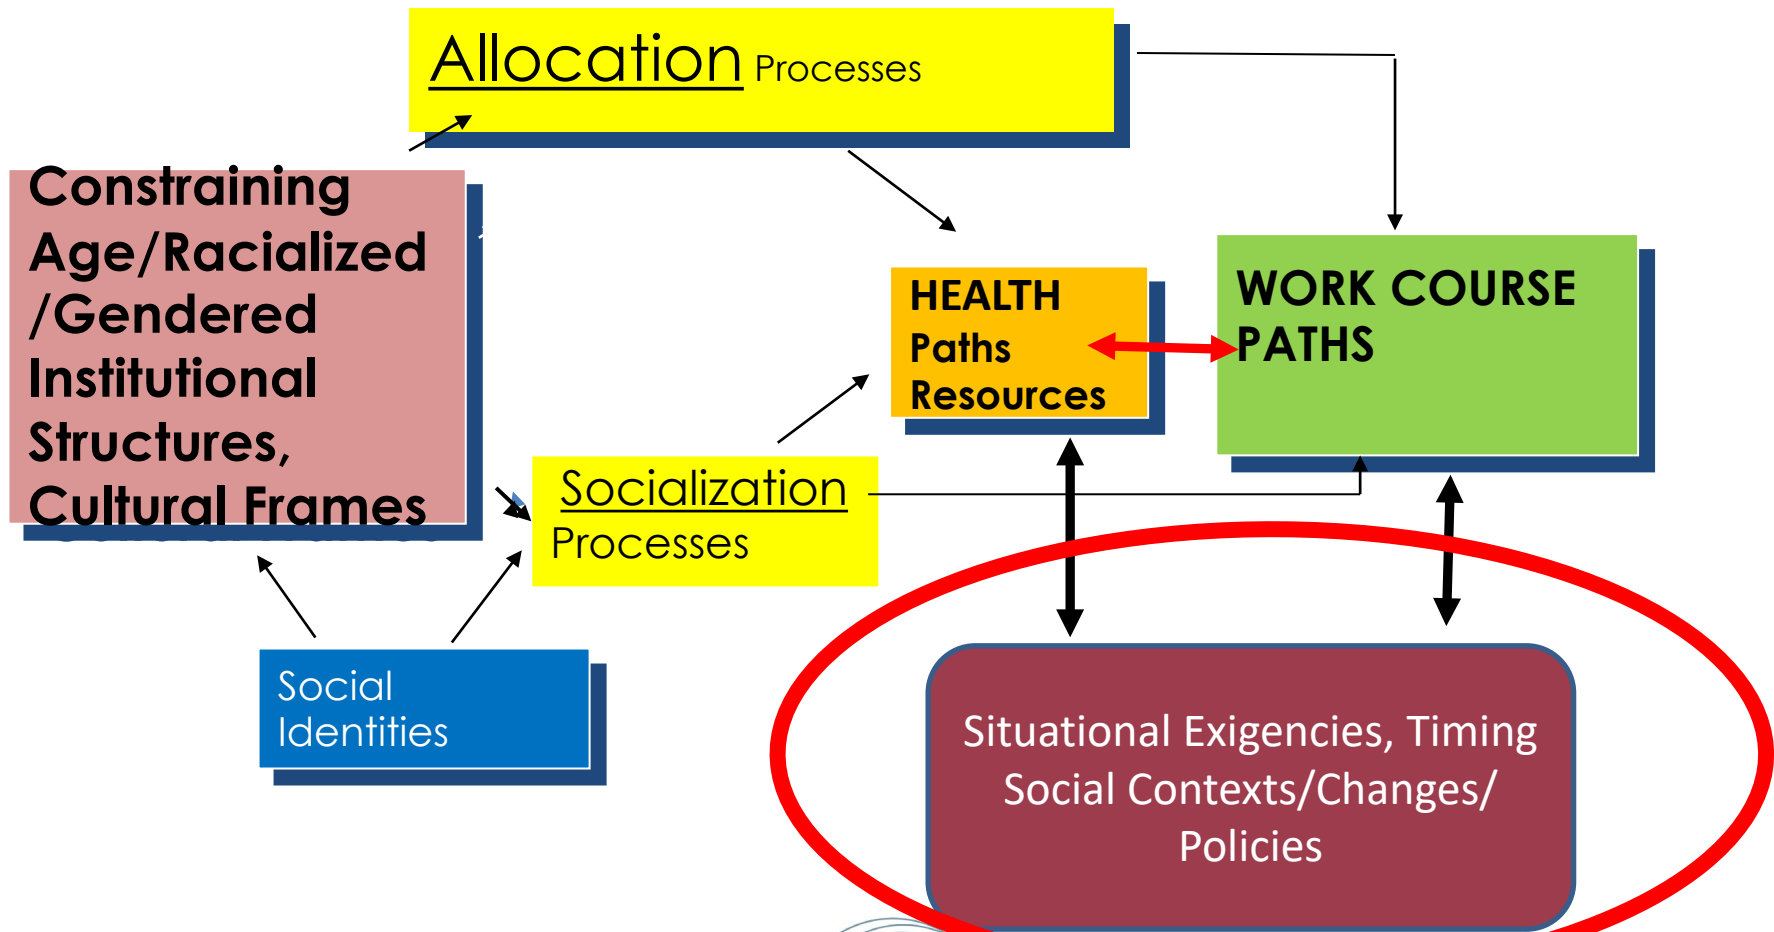 Allocation Processes
Constraining
Age/Racialized
/Gendered
Institutional
Structures,
Cultural Frames
HEALTH
Paths
Resources
WORK COURSE
PATHS
Socialization
Processes
Social
Identities
Situational Exigencies, Timing
Social Contexts/Changes/
Policies